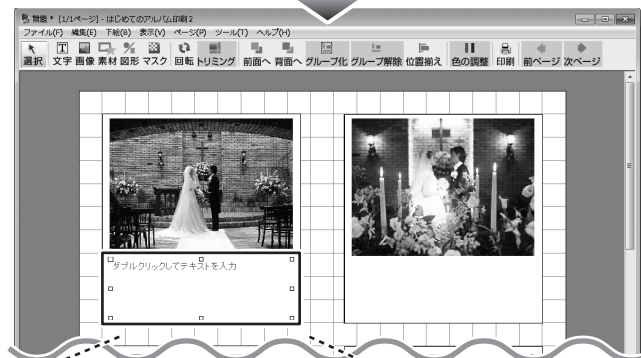 無題 * [1/1ページ] - はじめてのアルバム印刷2
ファイル(F) 編集(E) 下絵(B) 表示(V) ページ(P) ツール(T) ヘルプ(H)
選択 文字 画像 素材 図形 マスク 回転 トリミング 前面へ 背面へ グループ化 グループ解除 位置揃え 色の調整 印刷 前ページ 次ページ
ダブルクリックしてテキストを入力